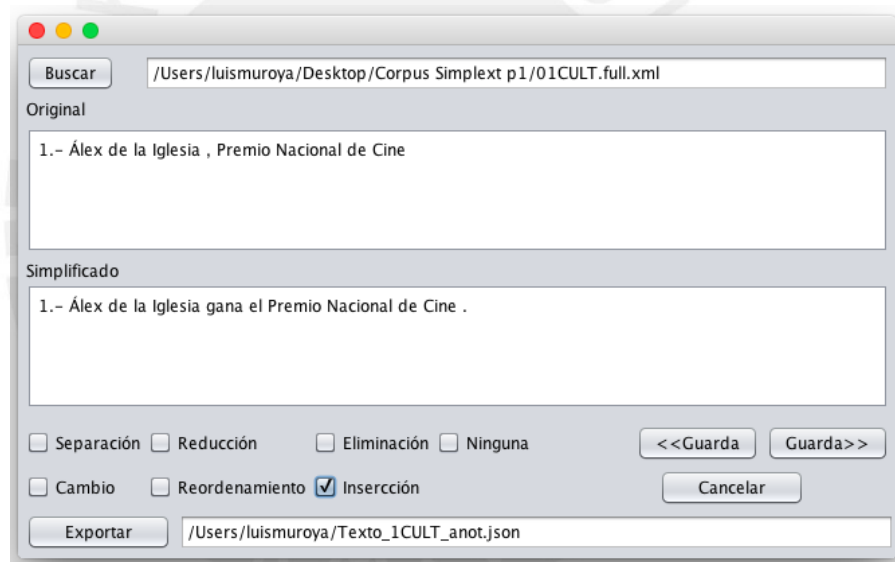 Buscar /Users/luismuroya/Desktop/Corpus Simplext p1/01CULT.full.xml
Original
1.- Álex de la Iglesia , Premio Nacional de Cine
Simplificado
1.- Álex de la Iglesia gana el Premio Nacional de Cine .
Separación Reducción Eliminación Ninguna <<Guarda Guarda>>
Cambio Reordenamiento Insercción Cancelar
Exportar /Users/luismuroya/Texto_1CULT_anot.json